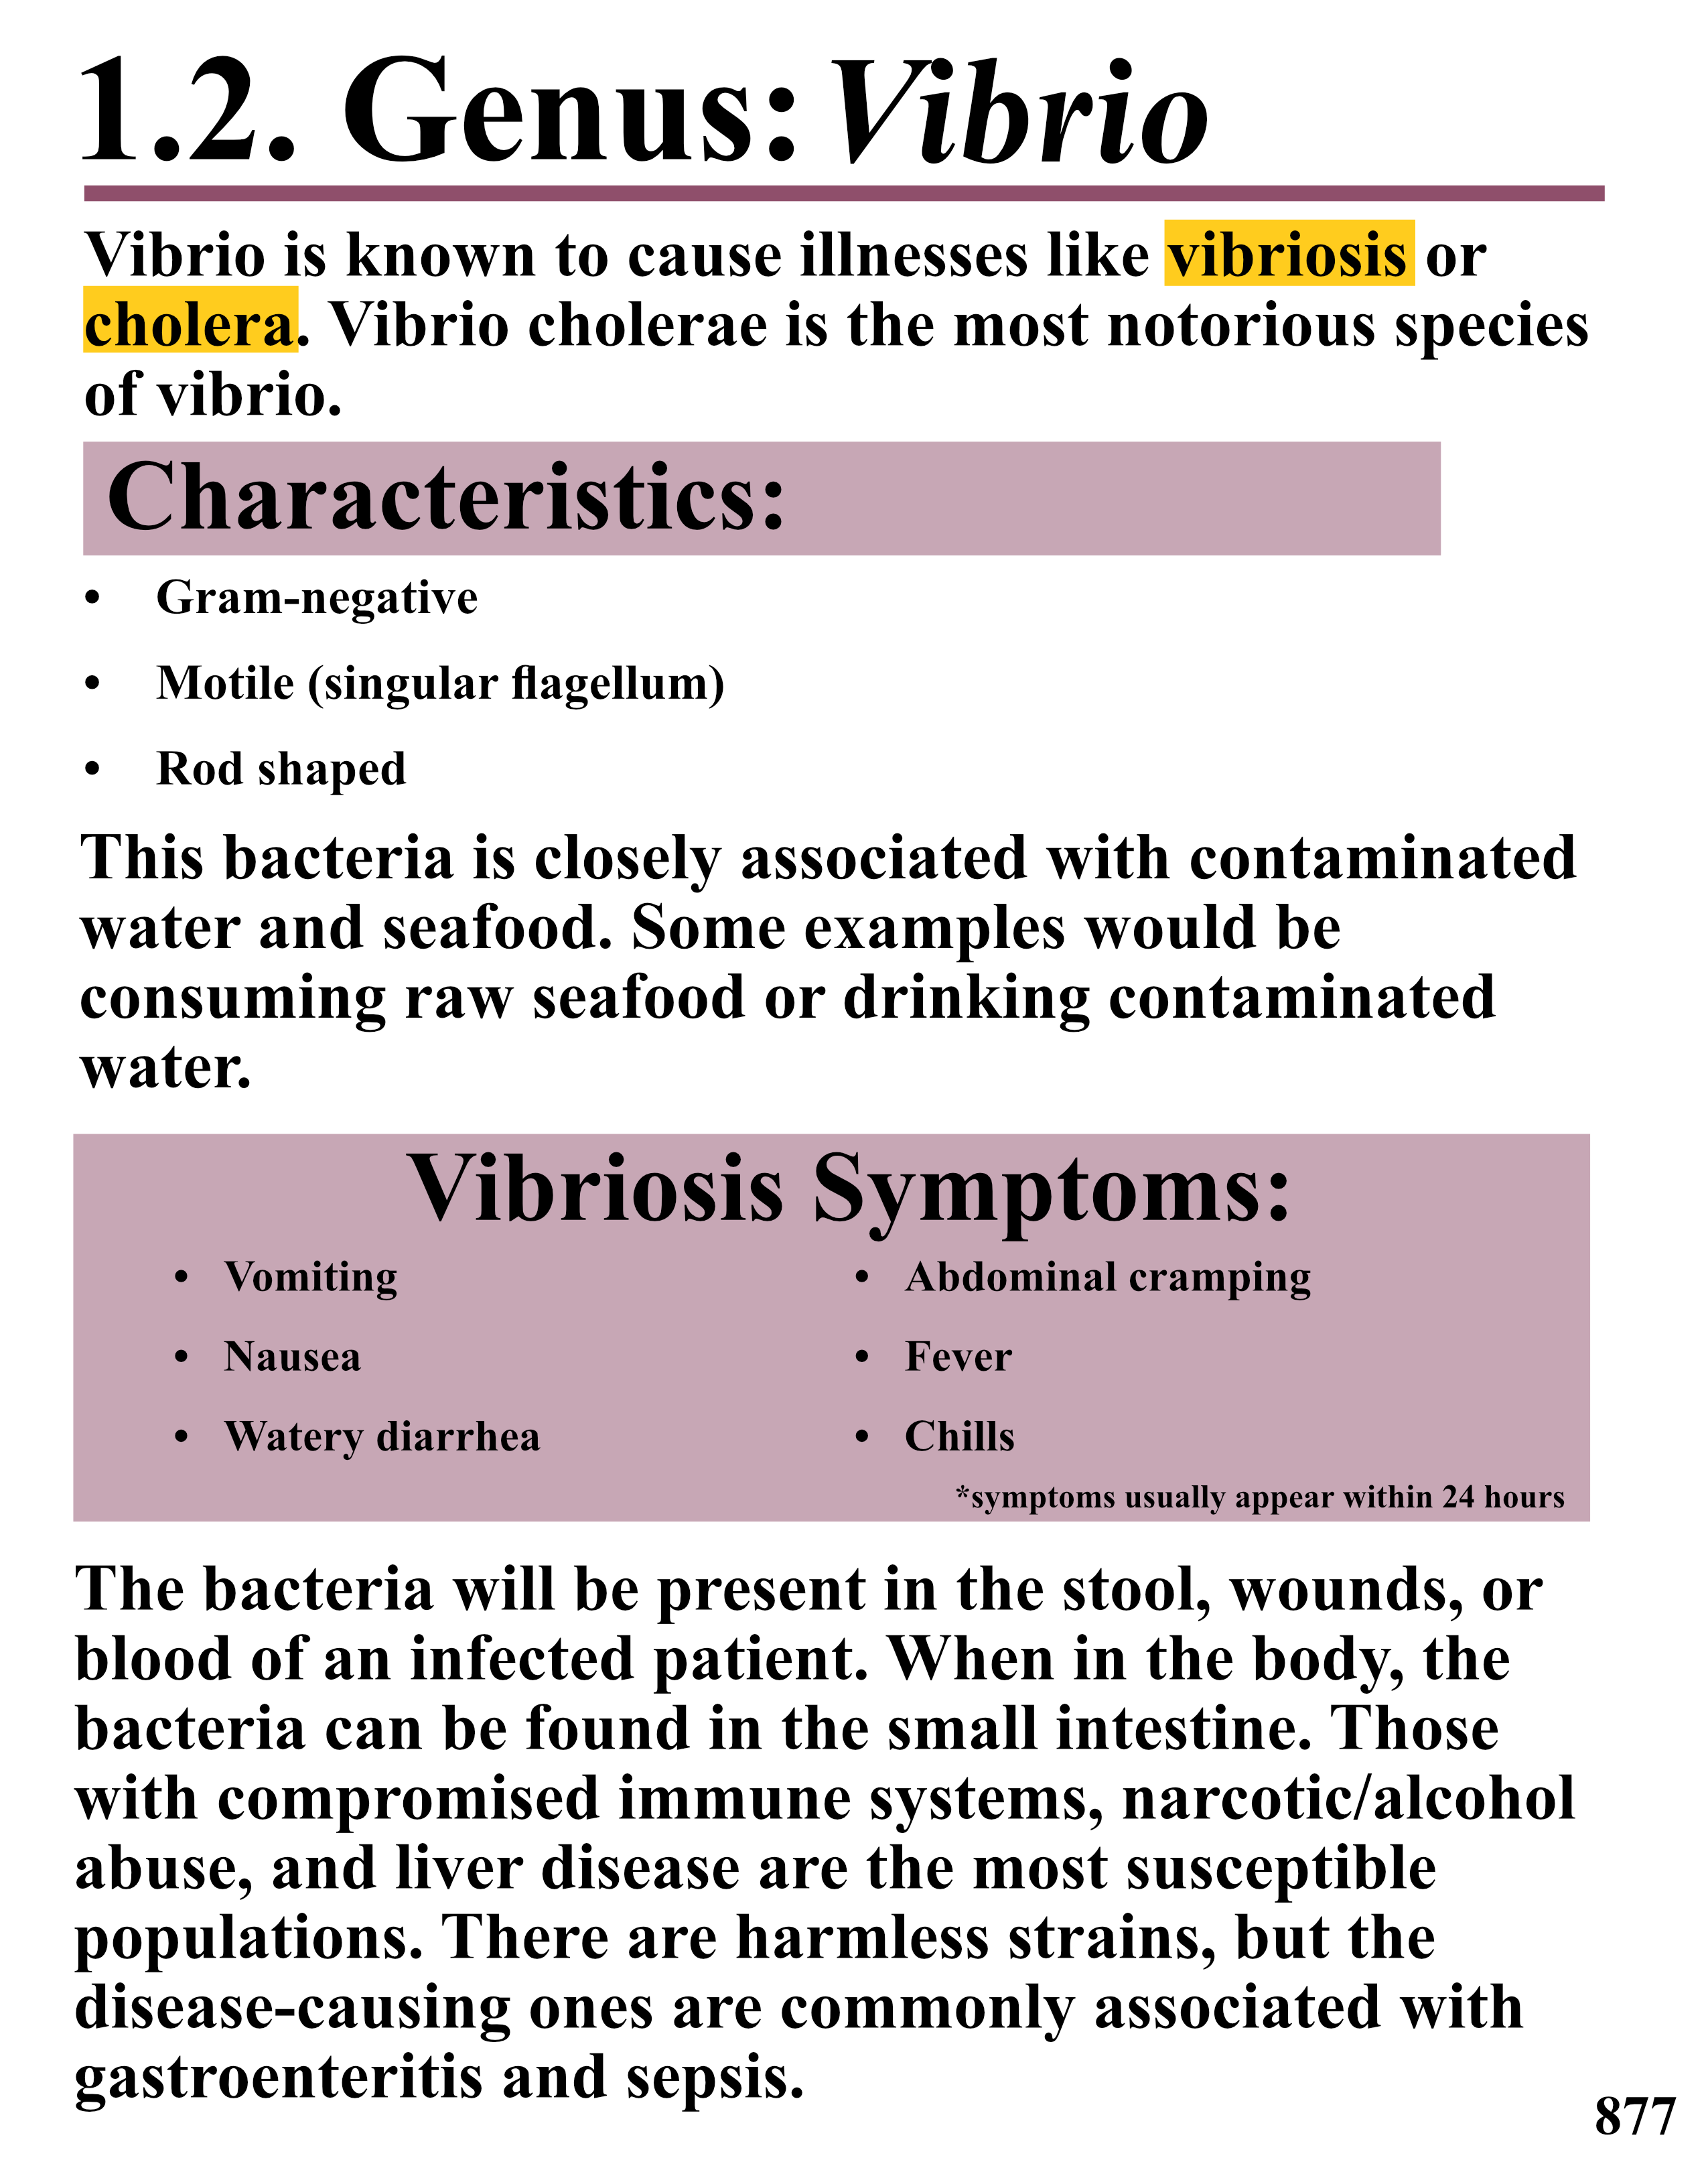 1.2. Genus: Vibrio
Vibrio is known to cause illnesses like vibriosis or
cholera. Vibrio cholerae is the most notorious species
of vibrio.
Characteristics:
• Gram-negative
• Motile (singular flagellum)
• Rod shaped
This bacteria is closely associated with contaminated
water and seafood. Some examples would be
consuming raw seafood or drinking contaminated
water.
Vibriosis Symptoms:
• Vomiting
• Nausea
• Watery diarrhea
• Abdominal cramping
• Fever
• Chills
*symptoms usually appear within 24 hours
The bacteria will be present in the stool, wounds, or
blood of an infected patient. When in the body, the
bacteria can be found in the small intestine. Those
with compromised immune systems, narcotic/alcohol
abuse, and liver disease are the most susceptible
populations. There are harmless strains, but the
disease-causing ones are commonly associated with
gastroenteritis and sepsis.
877